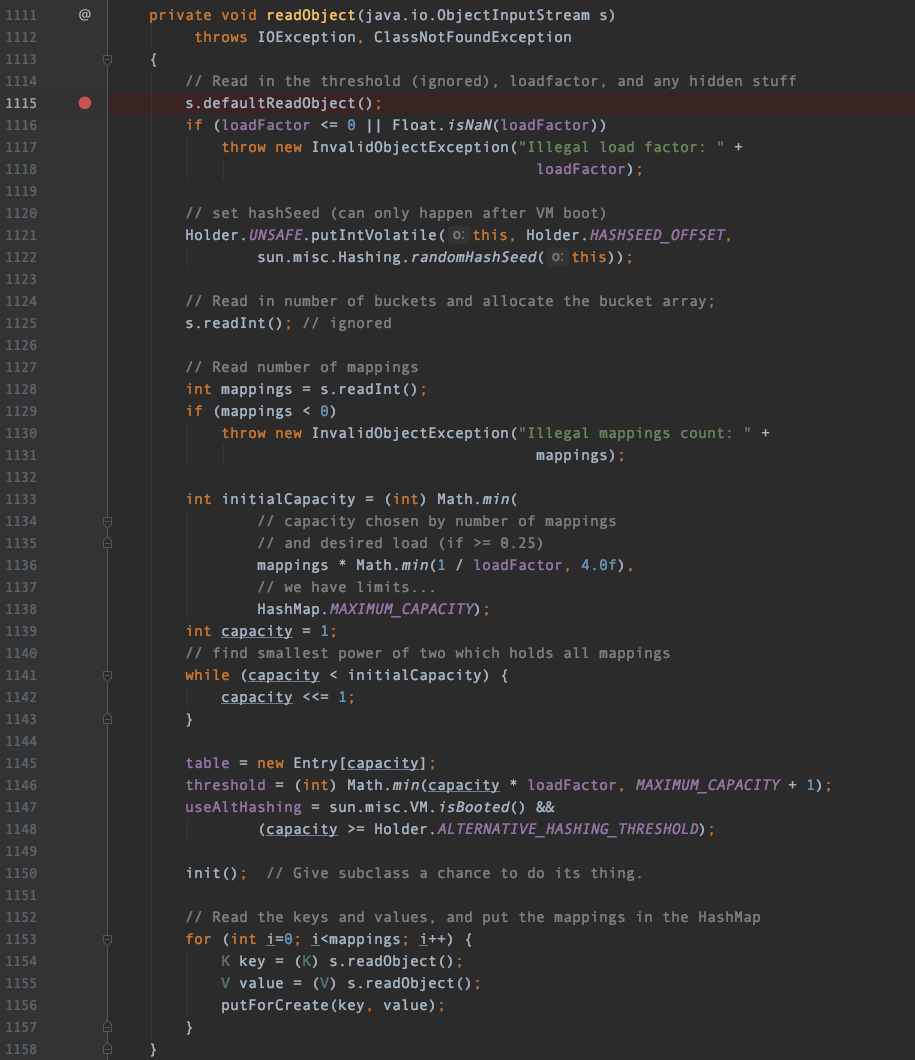 1111 @ private void readObject(java.io.ObjectInputStream s)
1112 throws IOException, ClassNotFoundException
1113 {
1114 // Read in the threshold (ignored), loadfactor, and any hidden stuff
1115 s.defaultReadObject();
1116 if (loadFactor <= 0 || Float.isNaN(loadFactor))
1117 throw new InvalidObjectException("Illegal load factor: " +
1118 loadFactor);
1119
1120 // set hashSeed (can only happen after VM boot)
1121 Holder.UNSAFE.putIntVolatile( o: this, Holder.HASHSEED_OFFSET,
1122 sun.misc.Hashing.randomHashSeed( o: this));
1123
1124 // Read in number of buckets and allocate the bucket array;
1125 s.readInt(); // ignored
1126
1127 // Read number of mappings
1128 int mappings = s.readInt();
1129 if (mappings < 0)
1130 throw new InvalidObjectException("Illegal mappings count: " +
1131 mappings);
1132
1133 int initialCapacity = (int) Math.min(
1134 // capacity chosen by number of mappings
1135 // and desired load (if >= 0.25)
1136 mappings * Math.min(1 / loadFactor, 4.0f),
1137 // we have limits...
1138 HashMap.MAXIMUM_CAPACITY);
1139 int capacity = 1;
1140 // find smallest power of two which holds all mappings
1141 while (capacity < initialCapacity) {
1142 capacity <<= 1;
1143 }
1144
1145 table = new Entry[capacity];
1146 threshold = (int) Math.min(capacity * loadFactor, MAXIMUM_CAPACITY + 1);
1147 useAltHashing = sun.misc.VM.isBooted() &&
1148 (capacity >= Holder.ALTERNATIVE_HASHING_THRESHOLD);
1149
1150 init(); // Give subclass a chance to do its thing.
1151
1152 // Read the keys and values, and put the mappings in the HashMap
1153 for (int i=0; i<mappings; i++) {
1154 K key = (K) s.readObject();
1155 V value = (V) s.readObject();
1156 putForCreate(key, value);
1157 }
1158 }